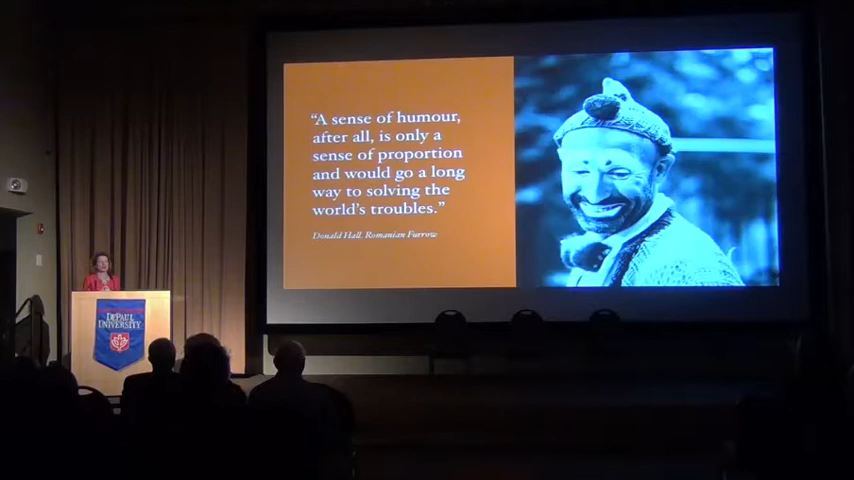 “A sense of humour,
after all, is only a
sense of proportion
and would go a long
way to solving the
world’s troubles.”
Donald Hall, Romanian Furrow
DEPAUL
UNIVERSITY